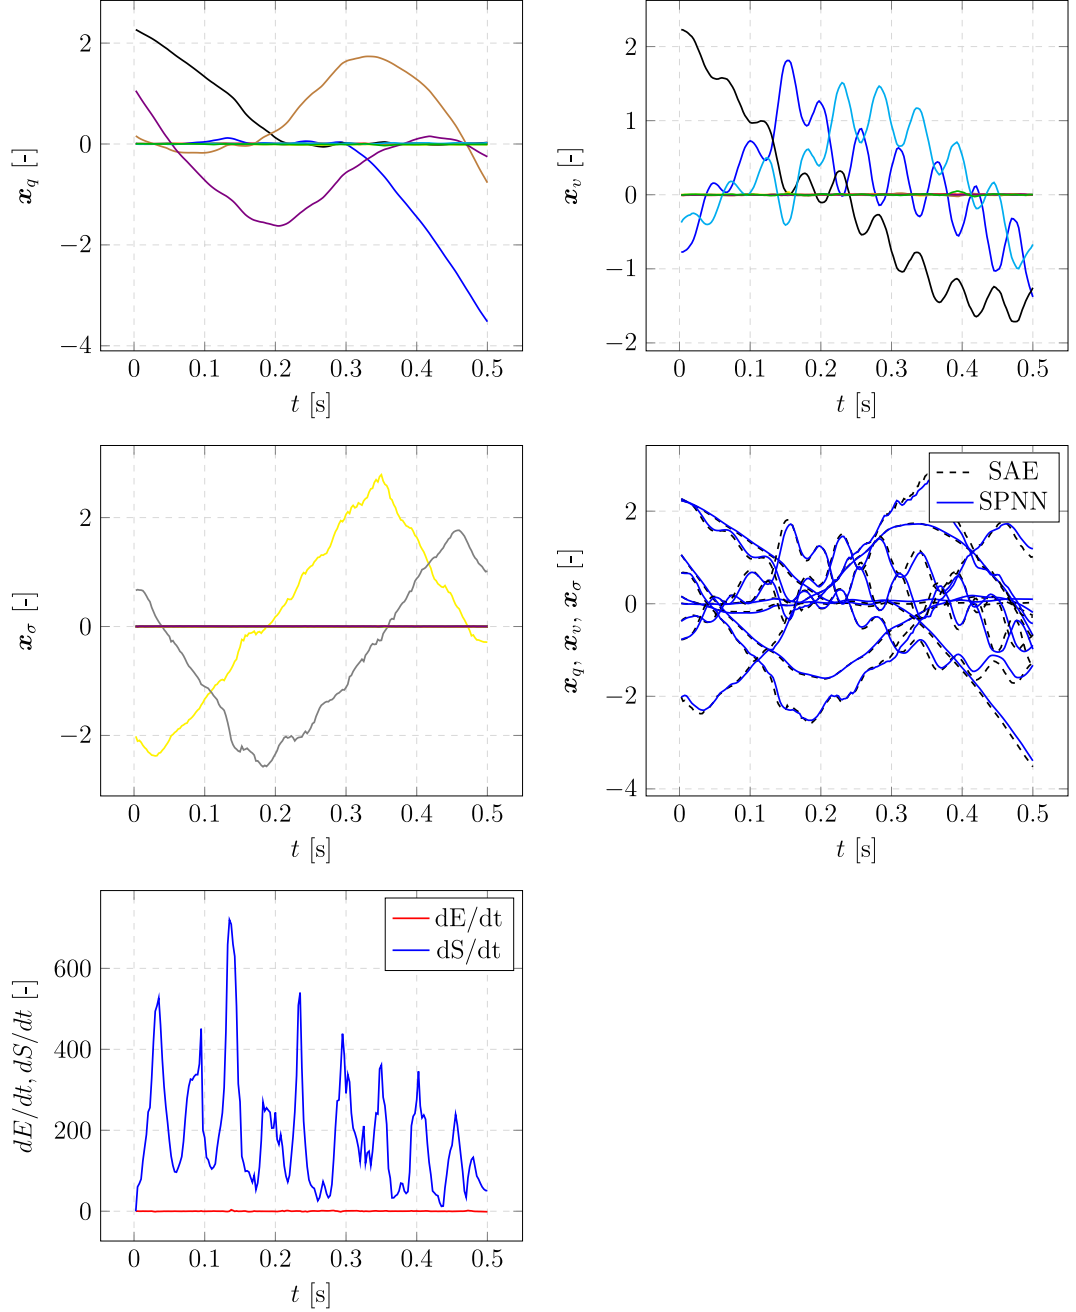 2
0
−2
−4
0 0.1 0.2 0.3 0.4 0.5
t [s]
x_q [-]
2
1
0
−1
−2
0 0.1 0.2 0.3 0.4 0.5
t [s]
x_v [-]
2
0
−2
0 0.1 0.2 0.3 0.4 0.5
t [s]
x_σ [-]
SAE
SPNN
2
0
−2
−4
0 0.1 0.2 0.3 0.4 0.5
t [s]
x_q, x_v, x_σ [-]
dE/dt
dS/dt
600
400
200
0
0 0.1 0.2 0.3 0.4 0.5
t [s]
dE/dt, dS/dt [-]